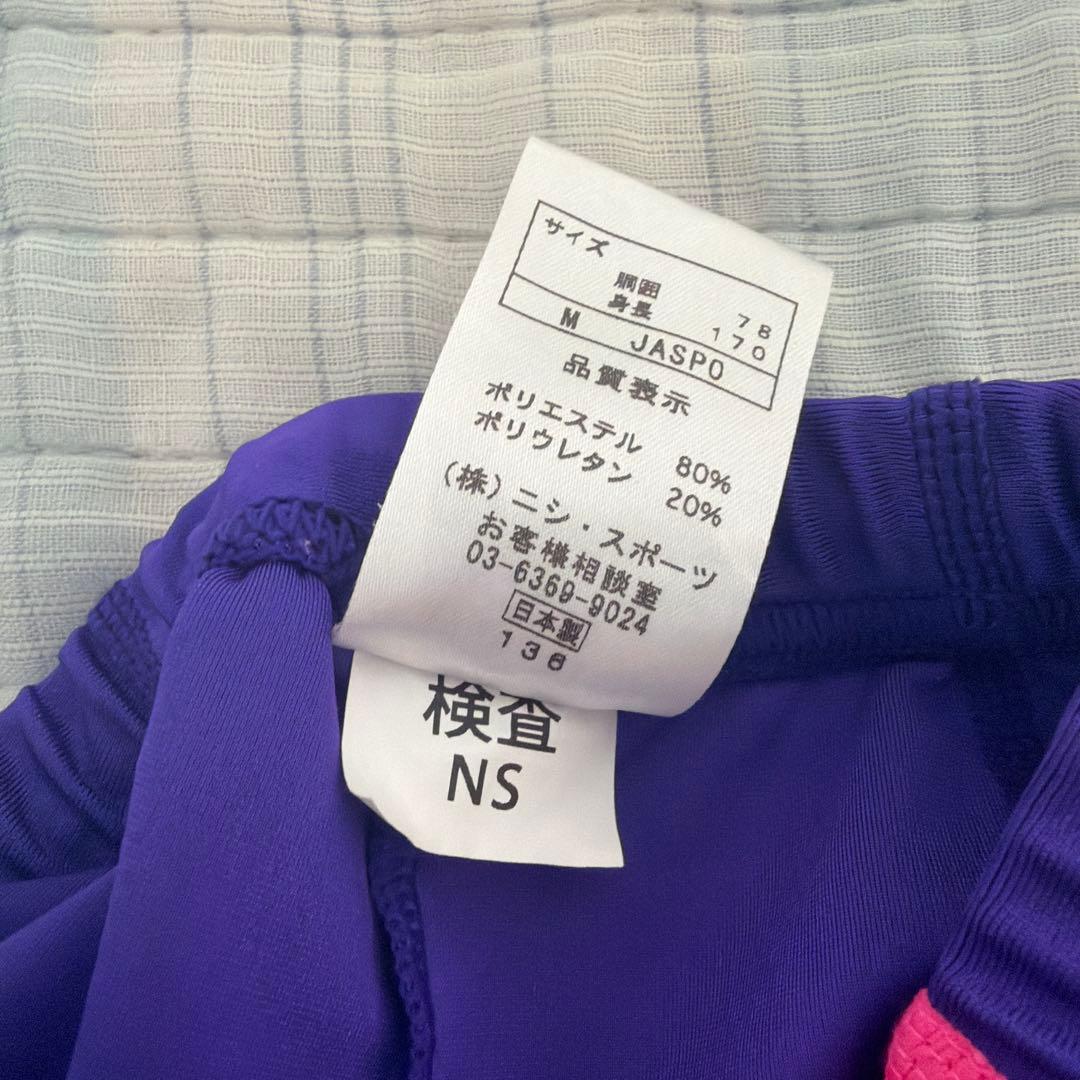 サイズ
胴囲 78
身長 170
M JASPO
品質表示
ポリエステル 80%
ポリウレタン 20%
(株)ニシ・スポーツ
お客様相談室
03-6369-9024
日本製
136
検査
NS